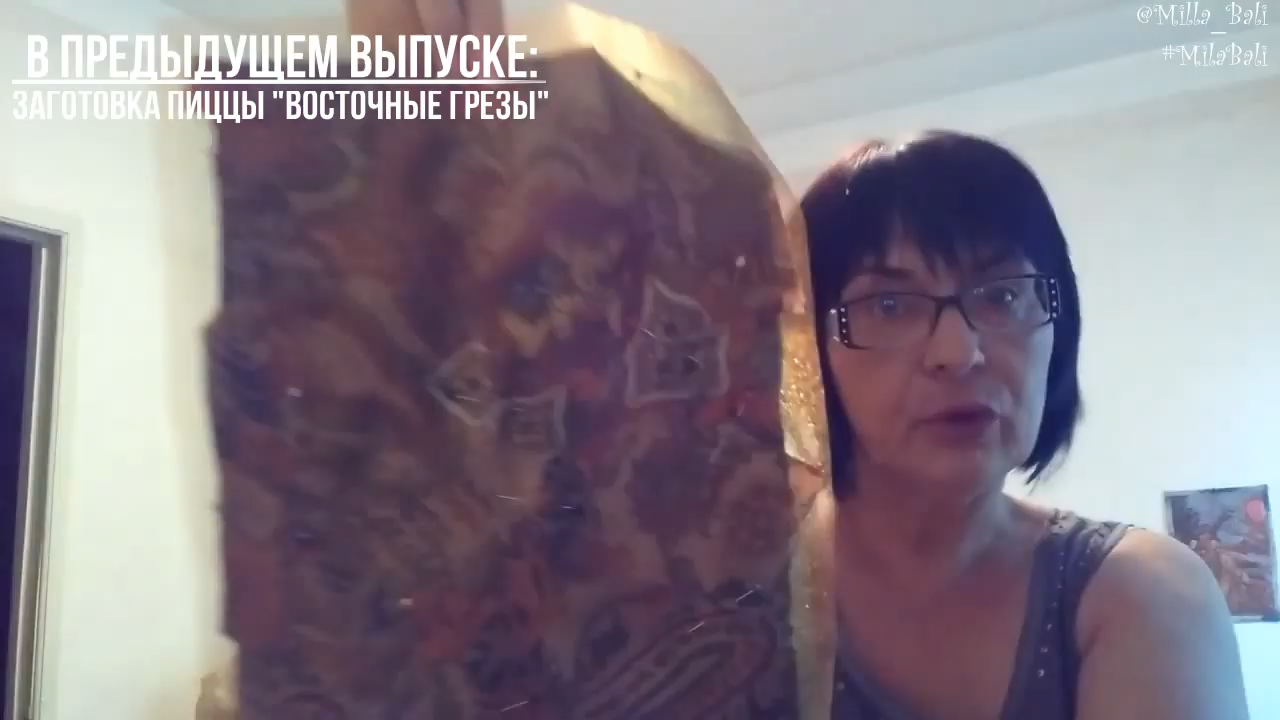 В ПРЕДЫДУЩЕМ ВЫПУСКЕ:
ЗАГОТОВКА ПИЦЦЫ "ВОСТОЧНЫЕ ГРЕЗЫ"
@Milla_Bali
#MilaBali